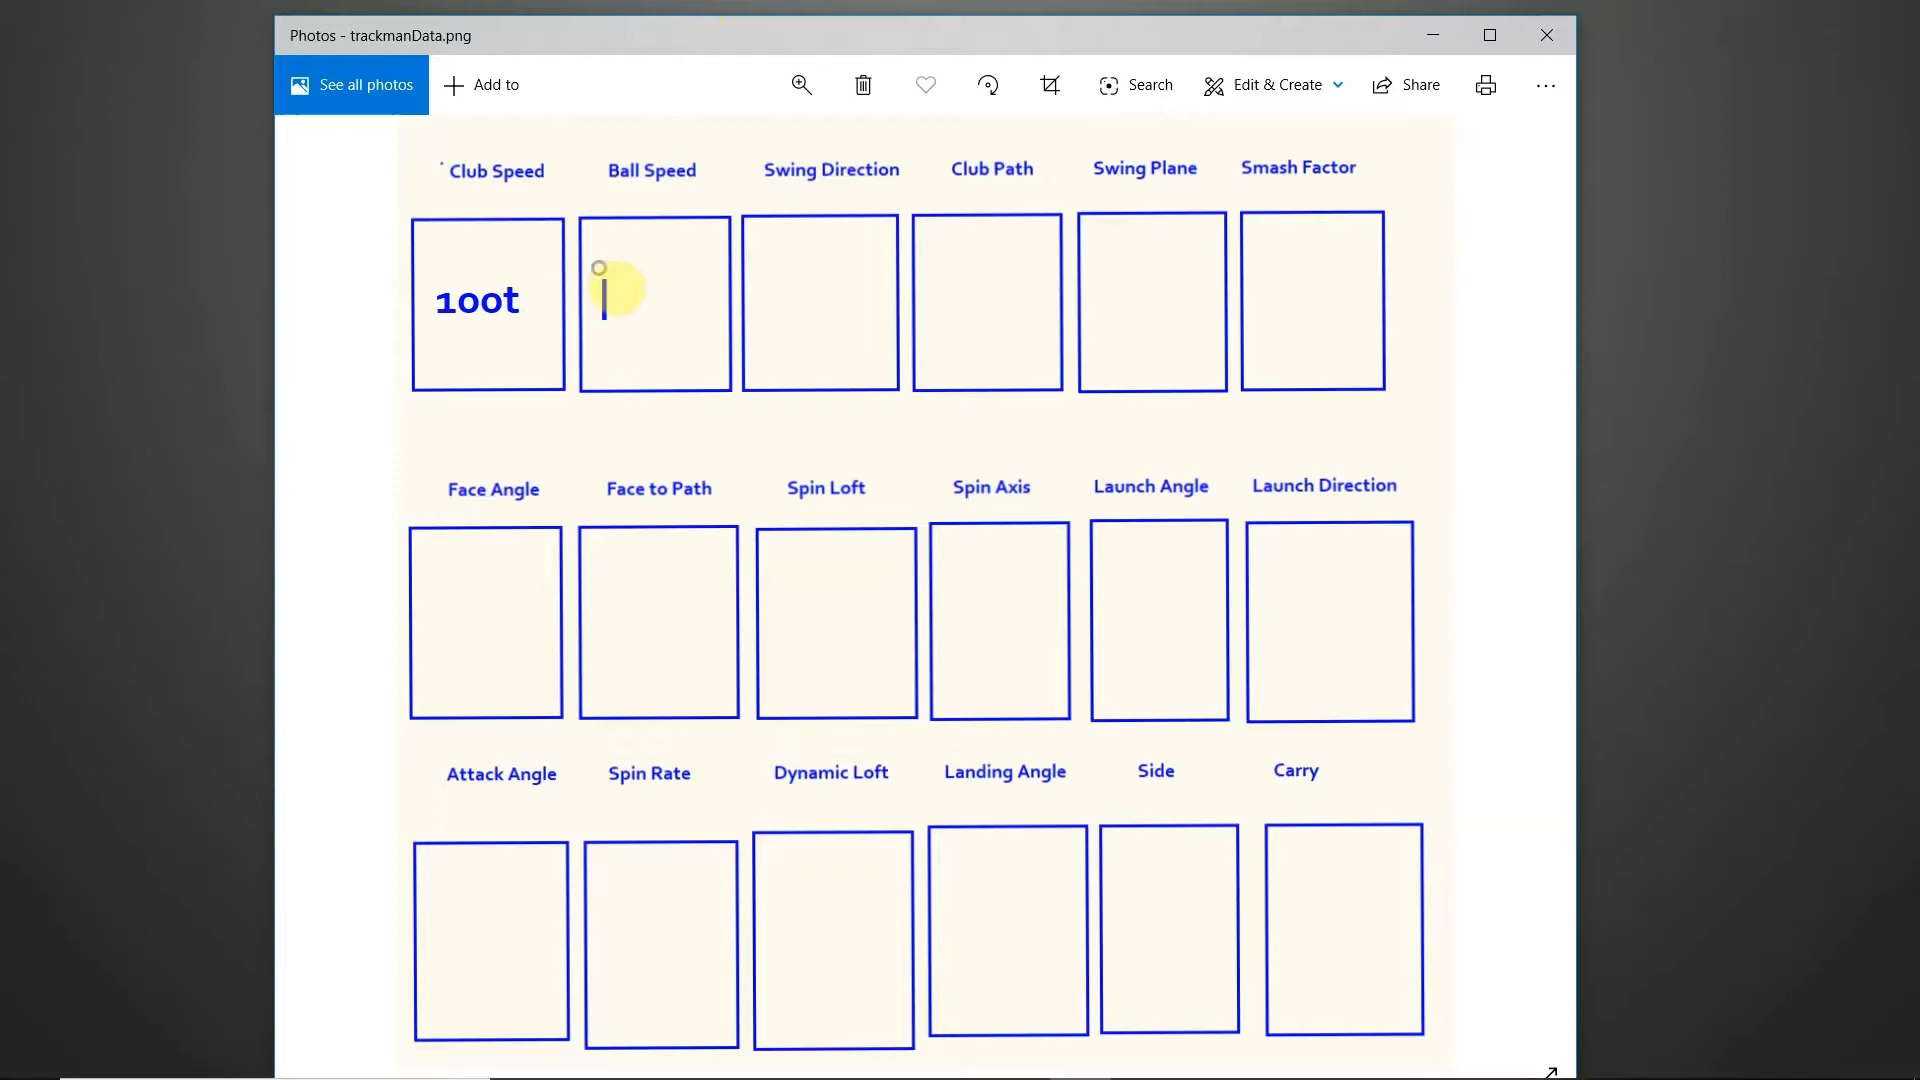 Photos - trackmanData.png
See all photos Add to Search Edit & Create Share
Club Speed Ball Speed Swing Direction Club Path Swing Plane Smash Factor
100t
Face Angle Face to Path Spin Loft Spin Axis Launch Angle Launch Direction
Attack Angle Spin Rate Dynamic Loft Landing Angle Side Carry